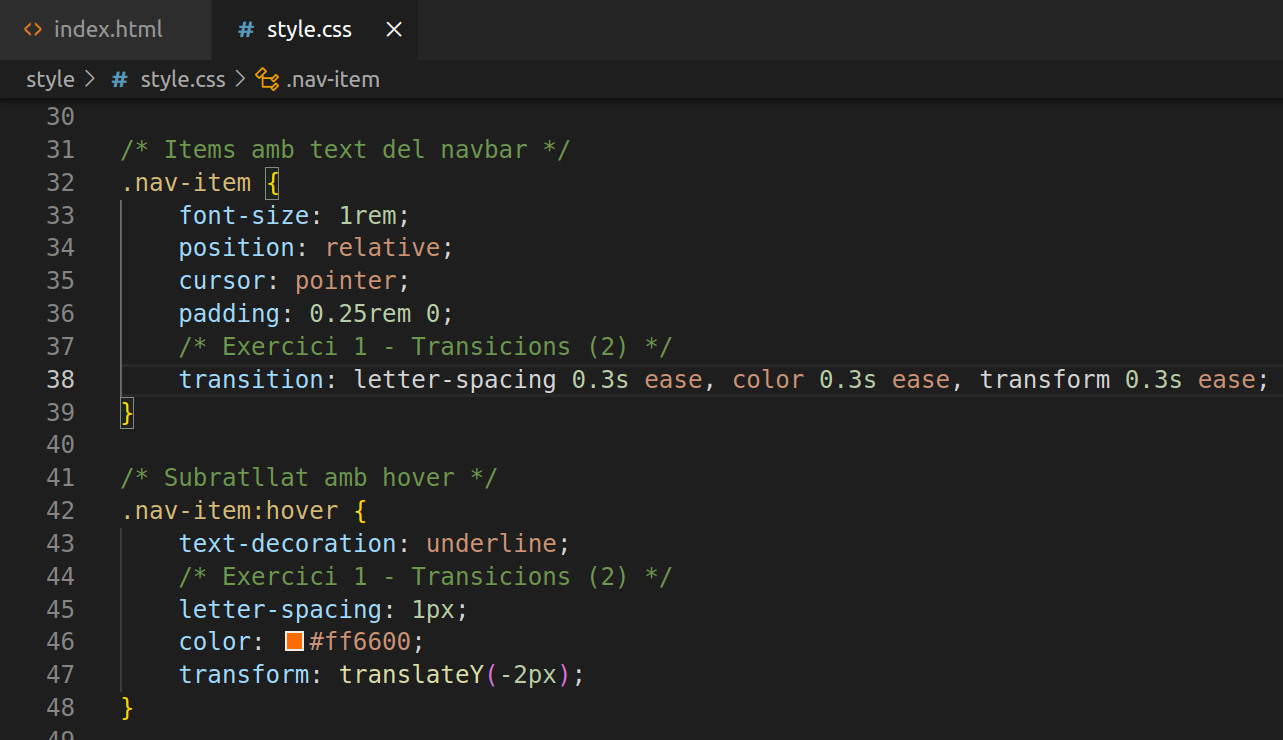 index.html # style.css ×
style > # style.css > .nav-item
30
31 /* Items amb text del navbar */
32 .nav-item {
33     font-size: 1rem;
34     position: relative;
35     cursor: pointer;
36     padding: 0.25rem 0;
37     /* Exercici 1 - Transicions (2) */
38     transition: letter-spacing 0.3s ease, color 0.3s ease, transform 0.3s ease;
39 }
40
41 /* Subratllat amb hover */
42 .nav-item:hover {
43     text-decoration: underline;
44     /* Exercici 1 - Transicions (2) */
45     letter-spacing: 1px;
46     color: #ff6600;
47     transform: translateY(-2px);
48 }
49